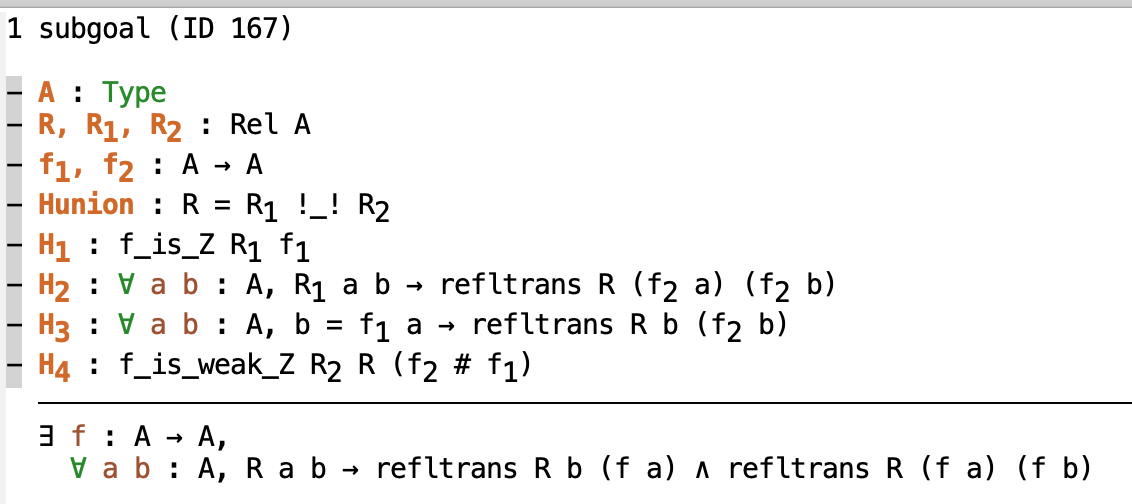 1 subgoal (ID 167)
A : Type
R, R₁, R₂ : Rel A
f₁, f₂ : A → A
Hunion : R = R₁ !_! R₂
H₁ : f_is_Z R₁ f₁
H₂ : ∀ a b : A, R₁ a b → refltrans R (f₂ a) (f₂ b)
H₃ : ∀ a b : A, b = f₁ a → refltrans R b (f₂ b)
H₄ : f_is_weak_Z R₂ R (f₂ # f₁)
∃ f : A → A,
∀ a b : A, R a b → refltrans R b (f a) ∧ refltrans R (f a) (f b)